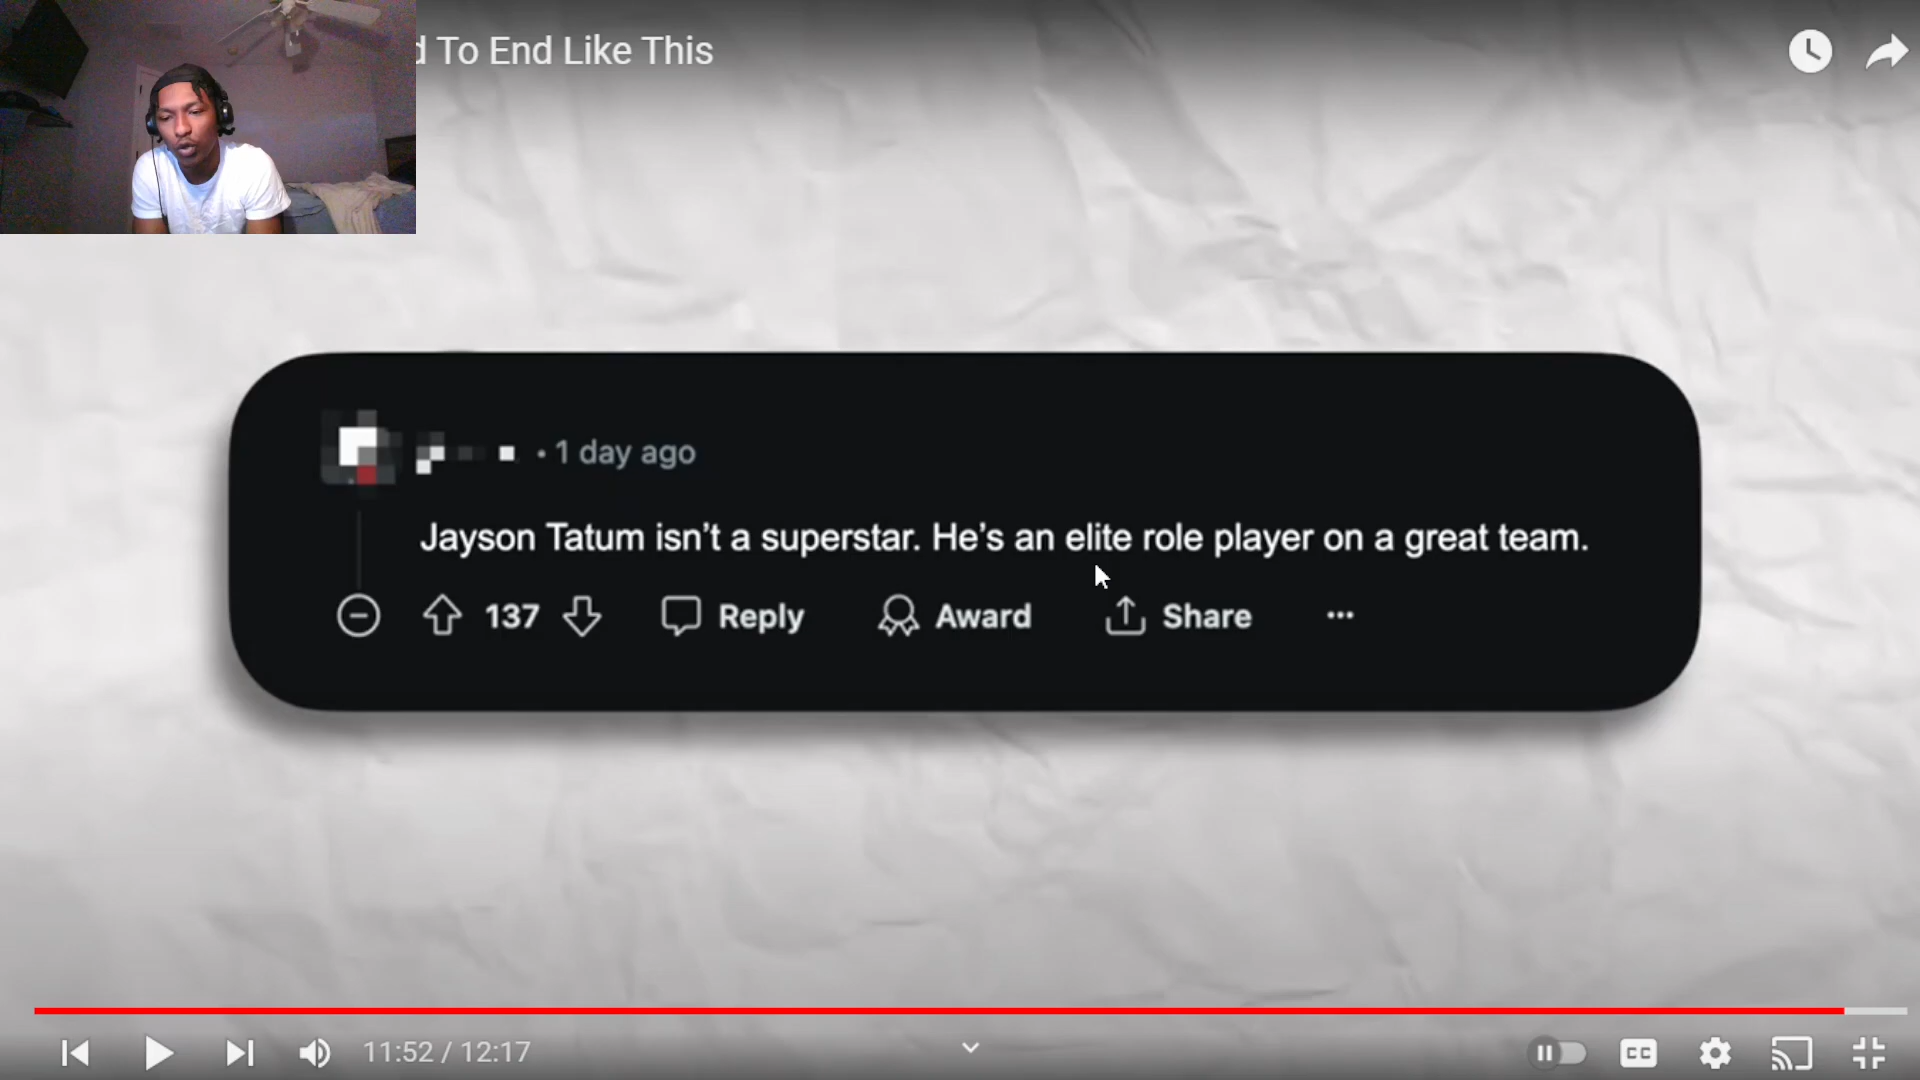 d To End Like This
• 1 day ago
Jayson Tatum isn’t a superstar. He’s an elite role player on a great team.
137 Reply Award Share ...
11:52 / 12:17
CC